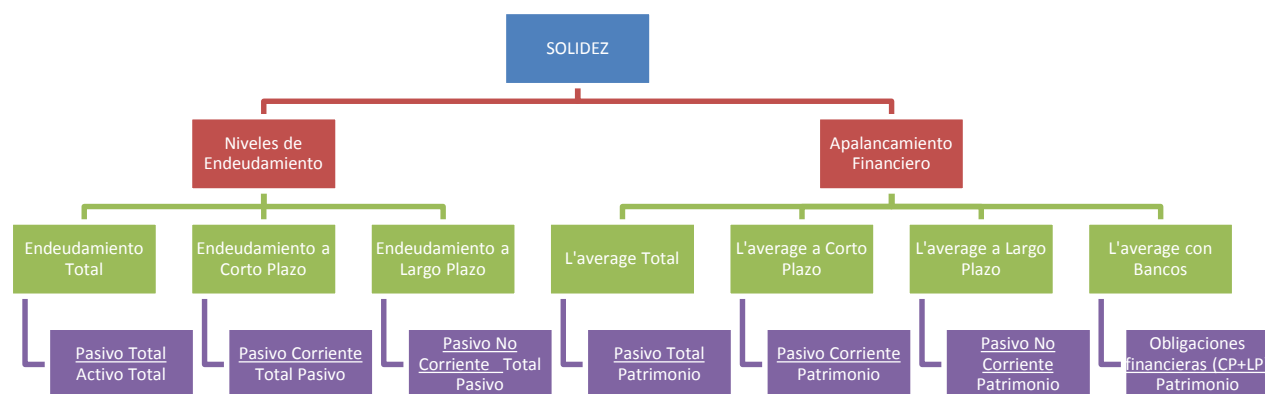 SOLIDEZ
Niveles de
Endeudamiento
Apalancamiento
Financiero
Endeudamiento
Total
Endeudamiento a
Corto Plazo
Endeudamiento a
Largo Plazo
L'average Total
L'average a Corto
Plazo
L'average a Largo
Plazo
L'average con
Bancos
Pasivo Total
Activo Total
Pasivo Corriente
Total Pasivo
Pasivo No
Corriente Total
Pasivo
Pasivo Total
Patrimonio
Pasivo Corriente
Patrimonio
Pasivo No
Corriente
Patrimonio
Obligaciones
financieras (CP+LP)
Patrimonio